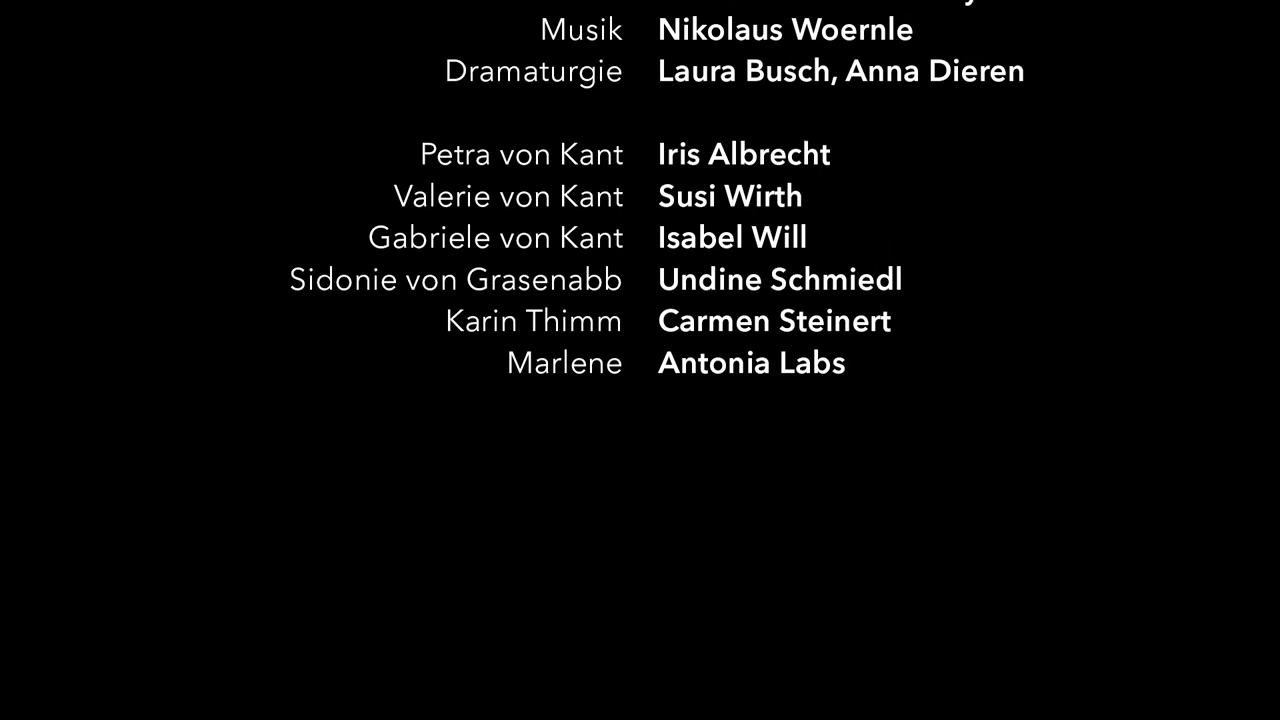 Musik Nikolaus Woernle
Dramaturgie Laura Busch, Anna Dieren
Petra von Kant Iris Albrecht
Valerie von Kant Susi Wirth
Gabriele von Kant Isabel Will
Sidonie von Grasenabb Undine Schmiedl
Karin Thimm Carmen Steinert
Marlene Antonia Labs